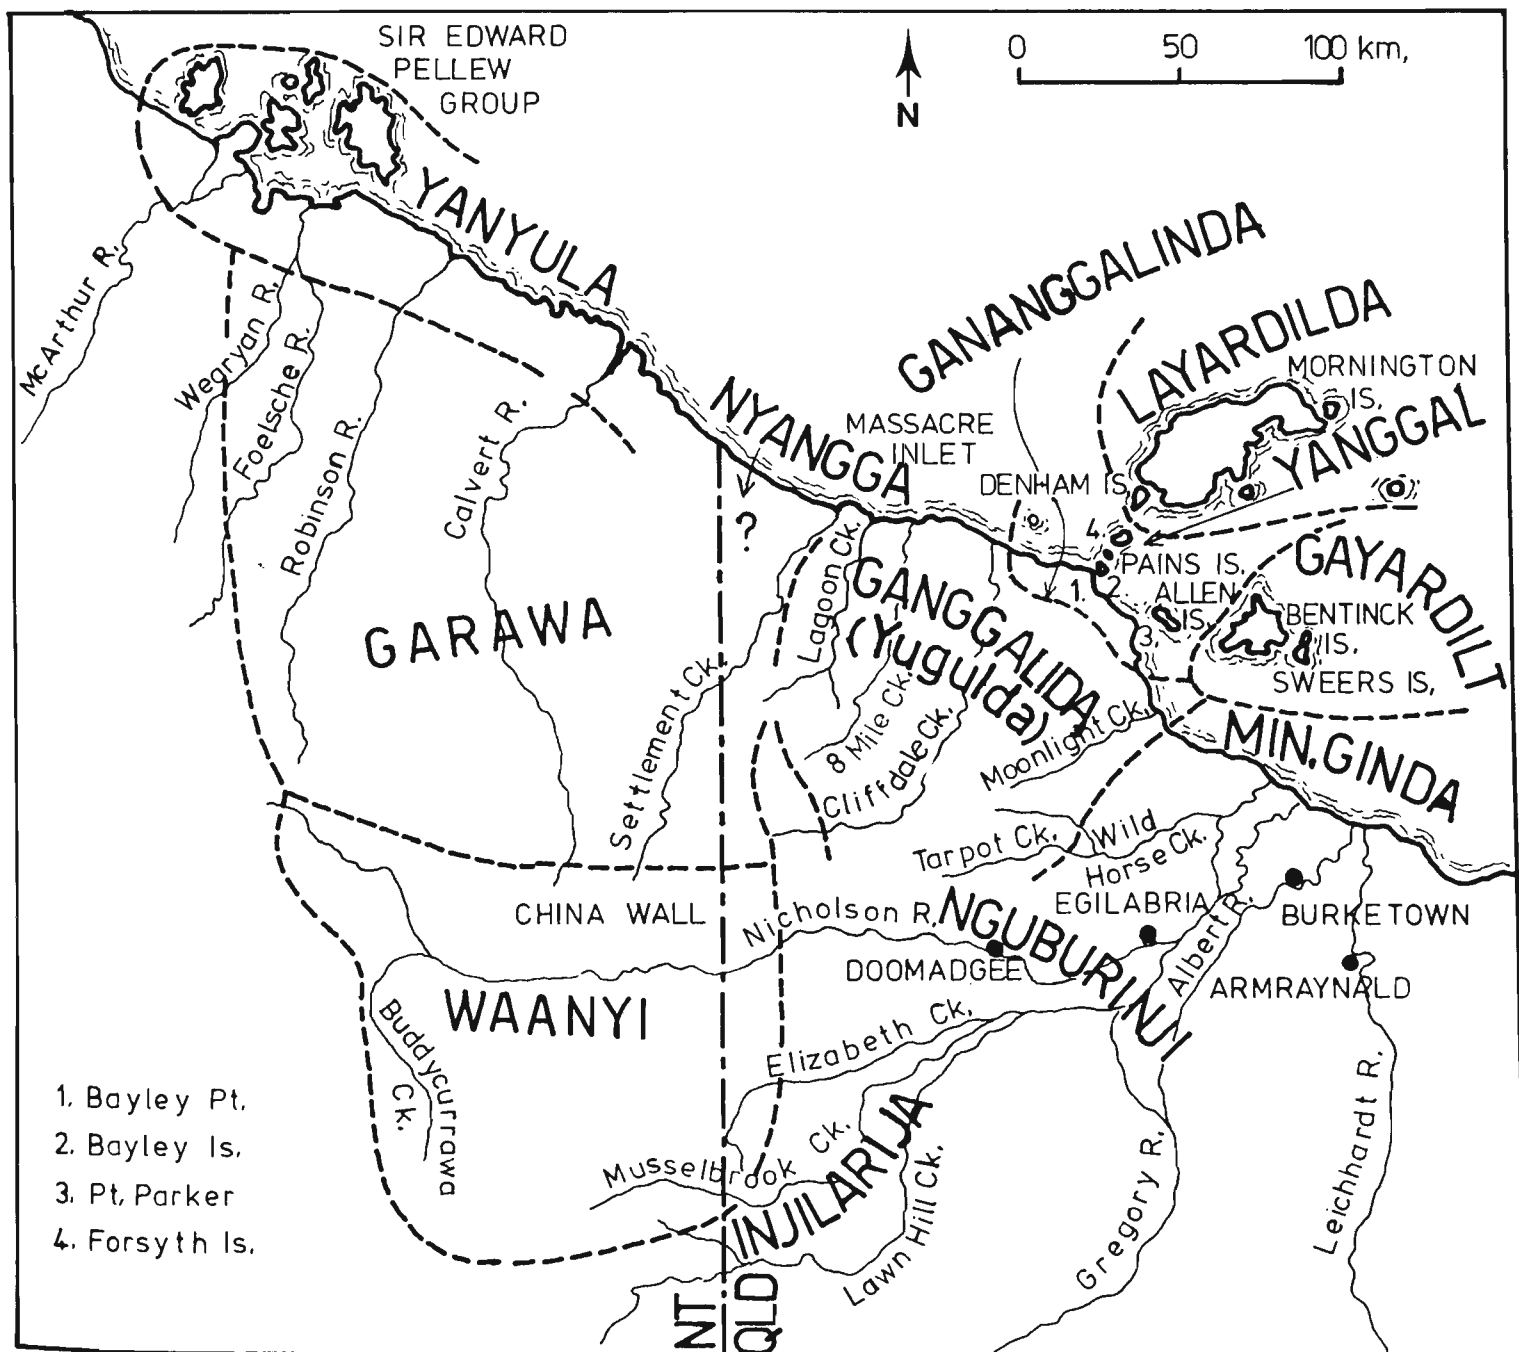 SIR EDWARD
PELLEW
GROUP
0 50 100 km,
N
YANYULA
GANANGGALINDA
LAYARDILDA
MORNINGTON
IS,
YANGGAL
NYANGGA
?
MASSACRE
INLET
DENHAM IS
4
PAINS IS,
1. 2.
ALLEN
IS,
3
GAYARDILT
BENTINCK
IS,
SWEERS IS,
McArthur R.
Wearyan R.
Foelsche R.
Robinson R.
Calvert R.
GARAWA
Settlement Ck.
Lagoon Ck.
GANGGALIDA
(Yugulda)
8 Mile Ck.
Cliffdale Ck.
Moonlight Ck.
MIN.GINDA
Tarpot Ck.
Wild
Horse Ck.
CHINA WALL
Nicholson R.
NGUBURINJI
EGILABRIA
Albert R.
BURKETOWN
DOOMADGEE
ARMRAYNALD
WAANYI
Buddycurrawa
Ck.
Elizabeth Ck,
Musselbrook Ck.
INJILARIJA
Lawn Hill Ck.
Gregory R.
Leichhardt R.
1. Bayley Pt.
2. Bayley Is.
3. Pt. Parker
4. Forsyth Is.
NT
QLD